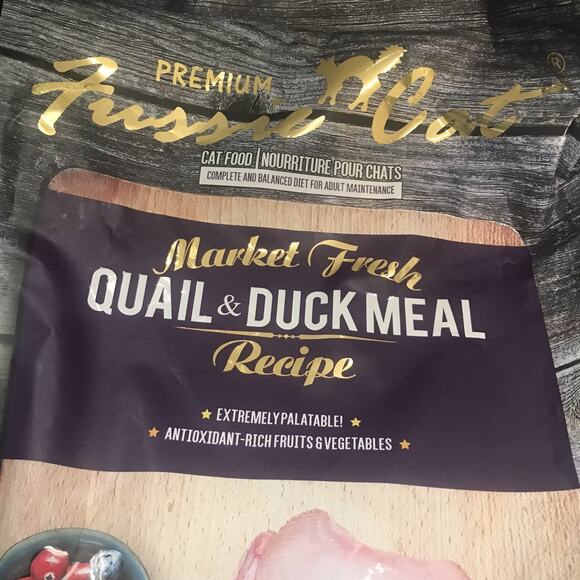 PREMIUM
Fussie Cat ®
CAT FOOD | NOURRITURE POUR CHATS
COMPLETE AND BALANCED DIET FOR ADULT MAINTENANCE
Market Fresh
QUAIL & DUCK MEAL
Recipe
★ EXTREMELY PALATABLE! ★
★ ANTIOXIDANT-RICH FRUITS & VEGETABLES ★